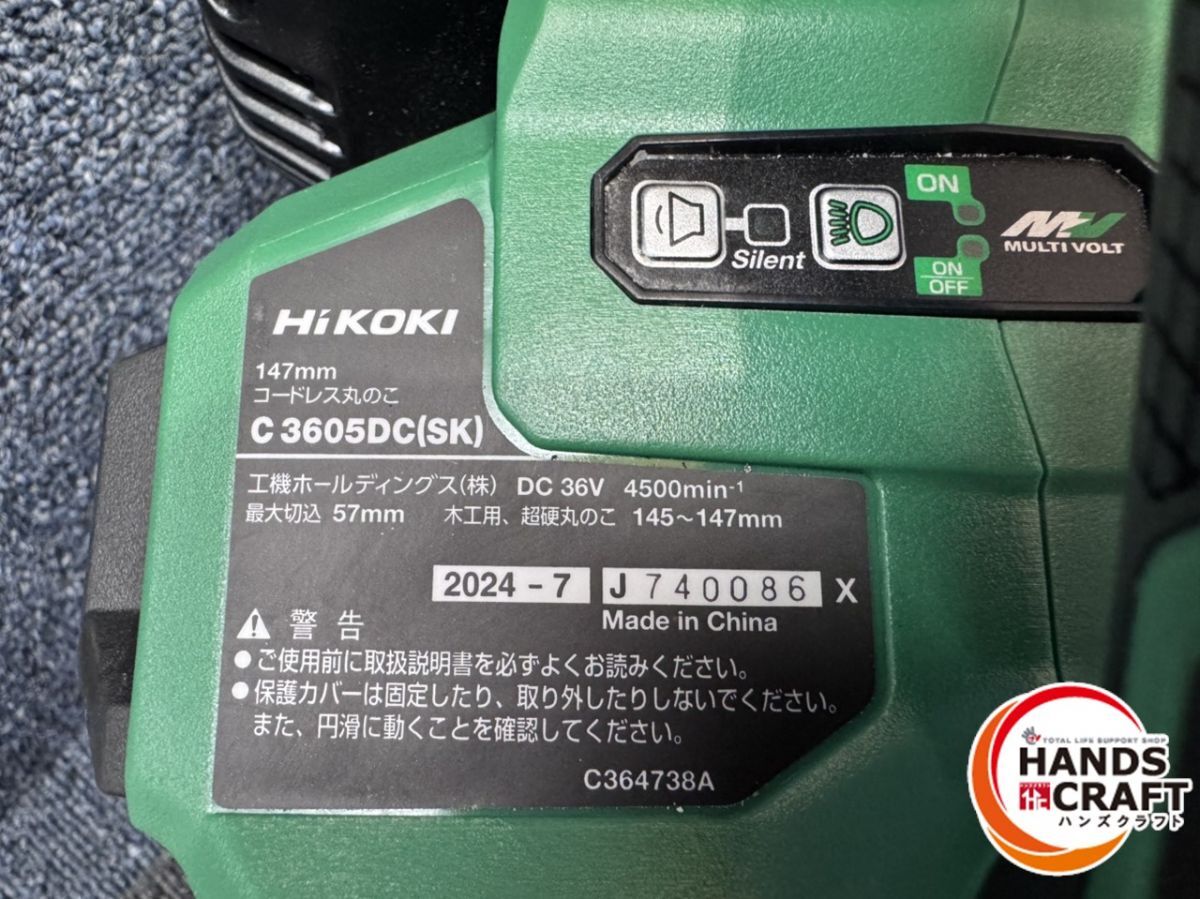 ON
Silent
ON
OFF
MV
MULTI VOLT
HiKOKI
147mm
コードレス丸のこ
C 3605DC(SK)
工機ホールディングス(株) DC 36V 4500min⁻¹
最大切込 57mm 木工用、超硬丸のこ 145～147mm
2024 - 7 J 740086 X
Made in China
警告
●ご使用前に取扱説明書を必ずよくお読みください。
●保護カバーは固定したり、取り外したりしないでください。
また、円滑に動くことを確認してください。
C364738A
TOTAL LIFE SUPPORT SHOP
HANDS
CRAFT
ハンズクラフト